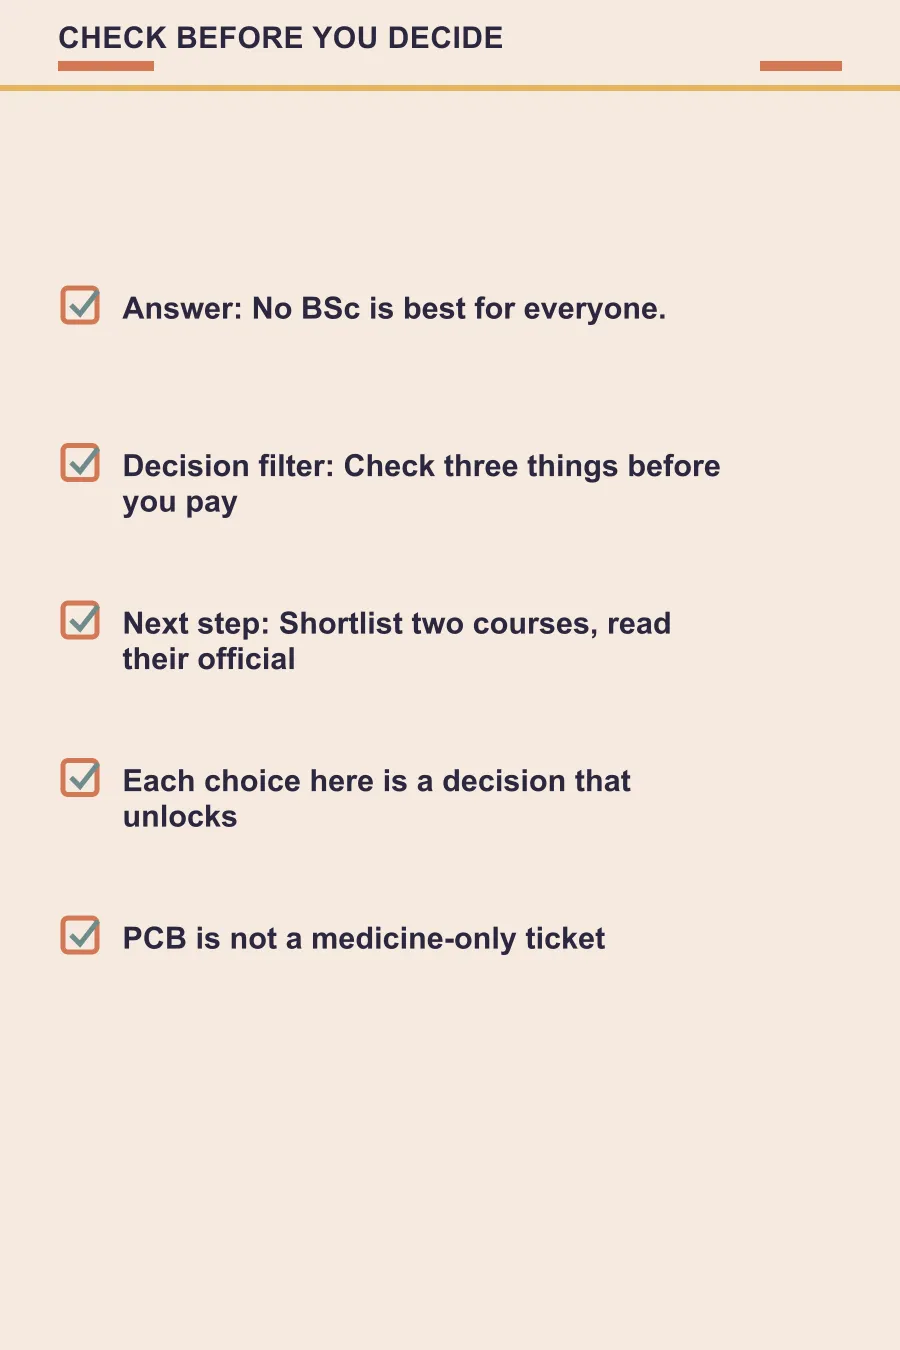 CHECK BEFORE YOU DECIDE
Answer: No BSc is best for everyone.
Decision filter: Check three things before
you pay
Next step: Shortlist two courses, read
their official
Each choice here is a decision that
unlocks
PCB is not a medicine-only ticket